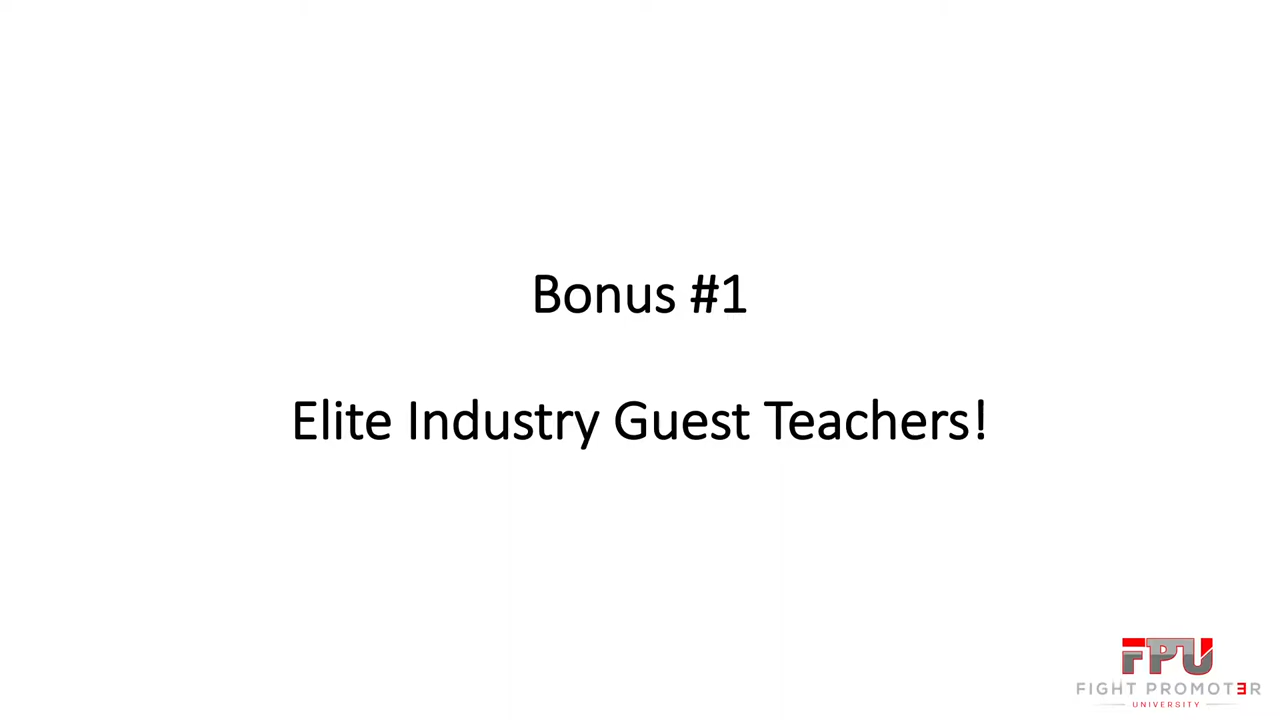 Bonus #1
Elite Industry Guest Teachers!
FPU
FIGHT PROMOTER
UNIVERSITY